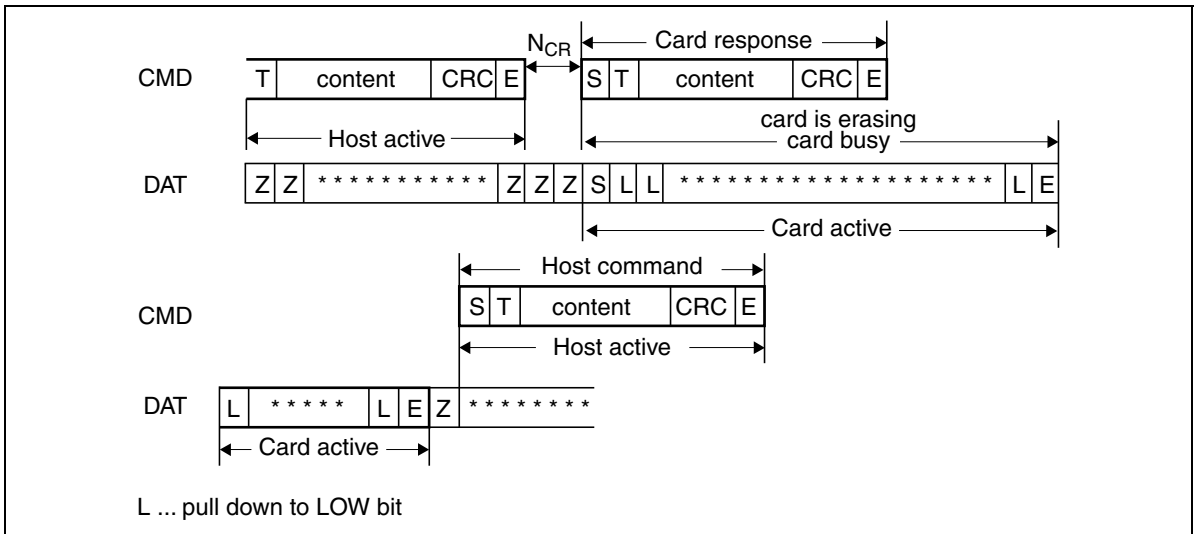 N_CR Card response
CMD T content CRC E S T content CRC E
Host active card is erasing
card busy
DAT Z Z * * * * * * * * * * * Z Z Z S L L * * * * * * * * * * * * * * * * * * * * L E
Card active
Host command
CMD S T content CRC E
Host active
DAT L * * * * * L E Z * * * * * * * *
Card active
L ... pull down to LOW bit